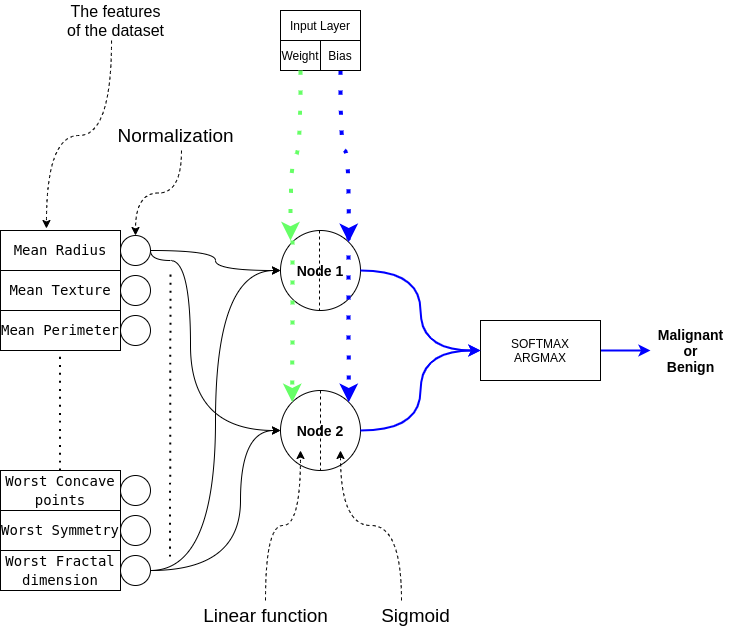 The features
of the dataset
Input Layer
Weight Bias
Normalization
Mean Radius
Mean Texture
Mean Perimeter
Node 1
SOFTMAX
ARGMAX
Malignant
or
Benign
Node 2
Worst Concave
points
Worst Symmetry
Worst Fractal
dimension
Linear function
Sigmoid